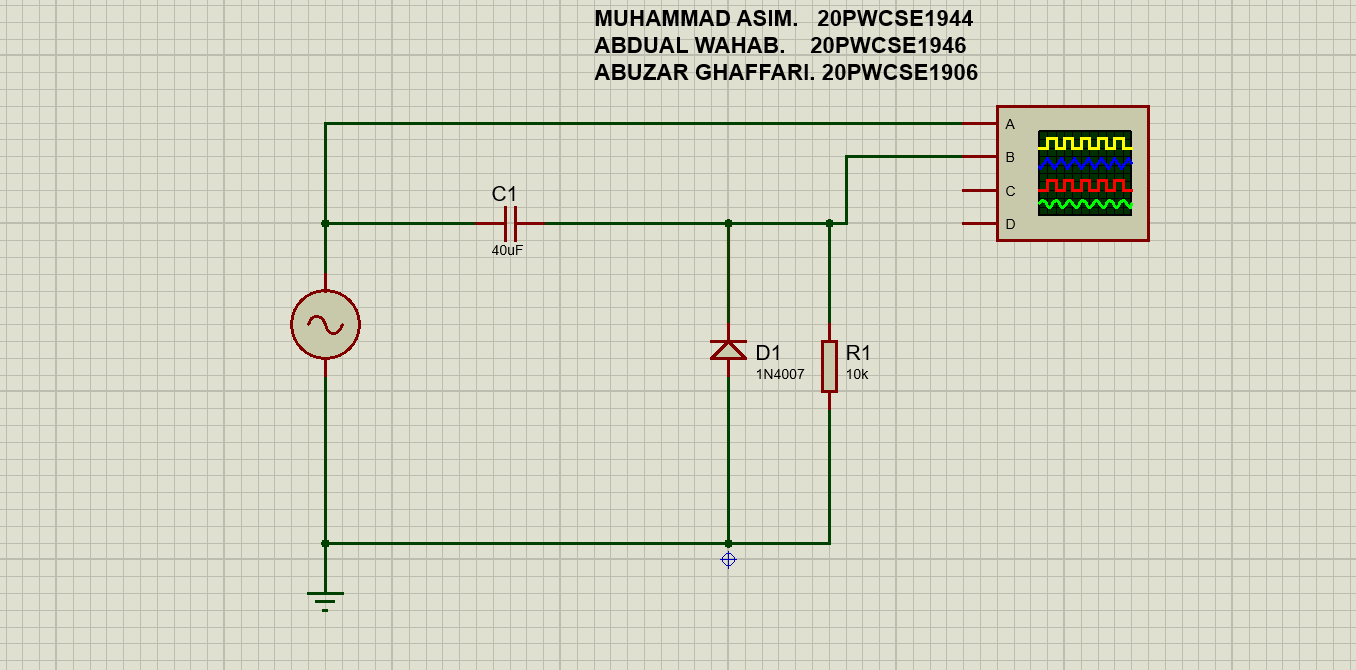 MUHAMMAD ASIM. 20PWCSE1944
ABDUAL WAHAB. 20PWCSE1946
ABUZAR GHAFFARI. 20PWCSE1906
A
B
C
D
C1
40uF
D1
1N4007
R1
10k